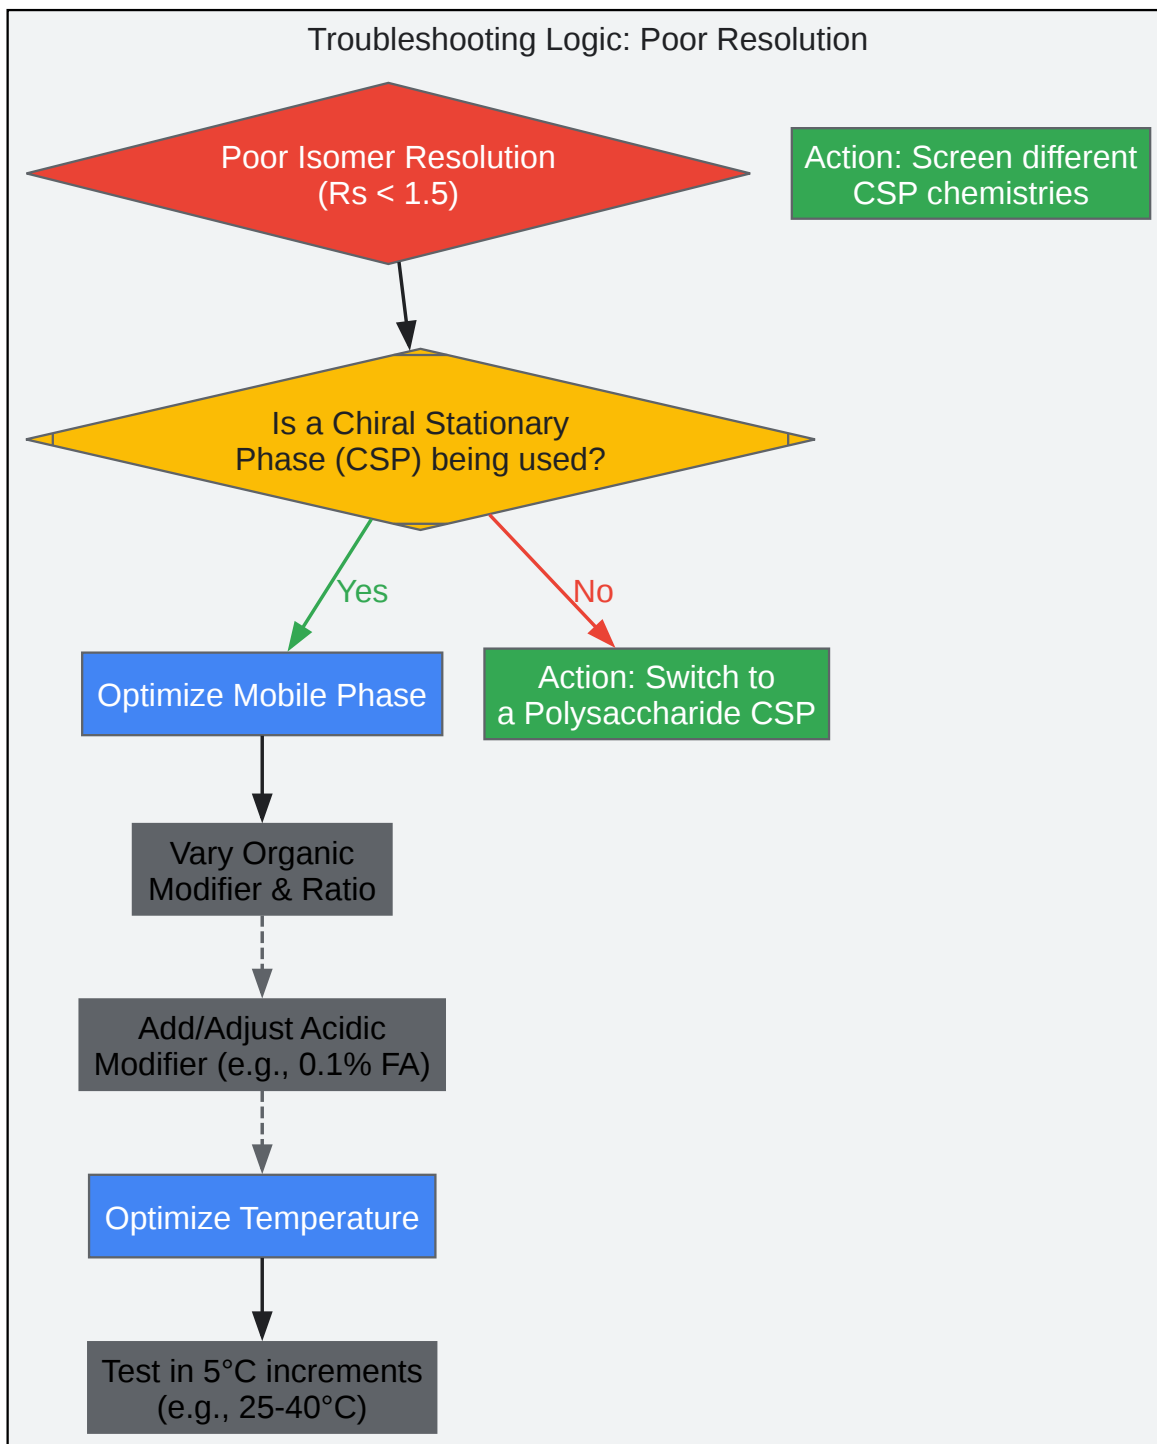 Troubleshooting Logic: Poor Resolution
Poor Isomer Resolution
(Rs < 1.5)
Action: Screen different
CSP chemistries
Is a Chiral Stationary
Phase (CSP) being used?
Yes
No
Optimize Mobile Phase
Action: Switch to
a Polysaccharide CSP
Vary Organic
Modifier & Ratio
Add/Adjust Acidic
Modifier (e.g., 0.1% FA)
Optimize Temperature
Test in 5°C increments
(e.g., 25-40°C)